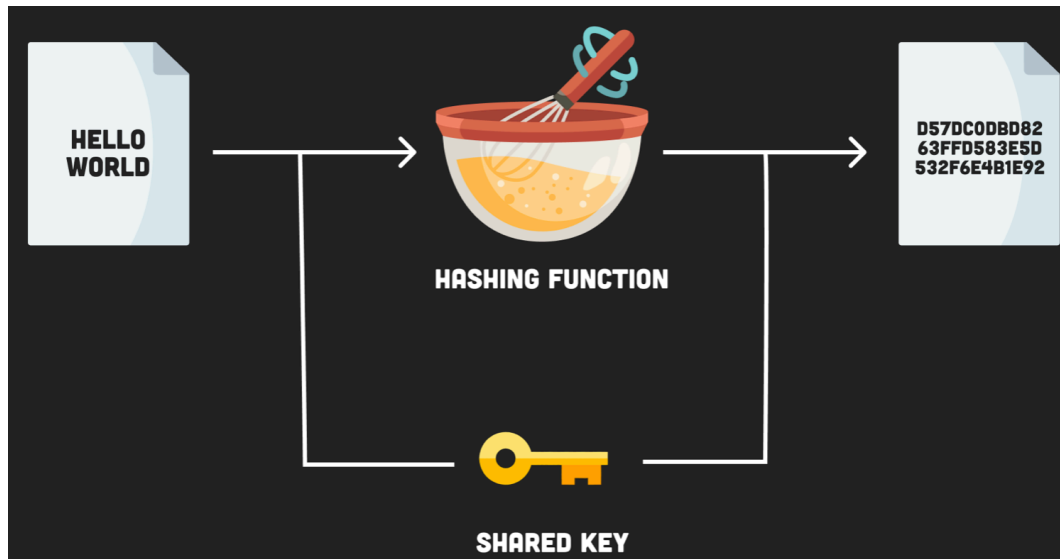 HELLO
WORLD
D57DC0DBD82
63FFD583E5D
532F6E4B1E92
HASHING FUNCTION
SHARED KEY